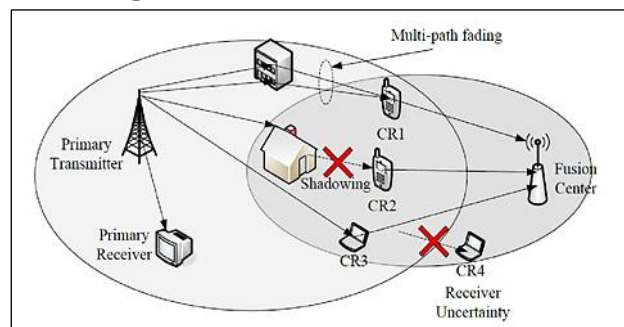 Multi-path fading
CR1
Primary
Transmitter
Shadowing
CR2
Fusion
Center
Primary
Receiver
CR3
CR4
Receiver
Uncertainty